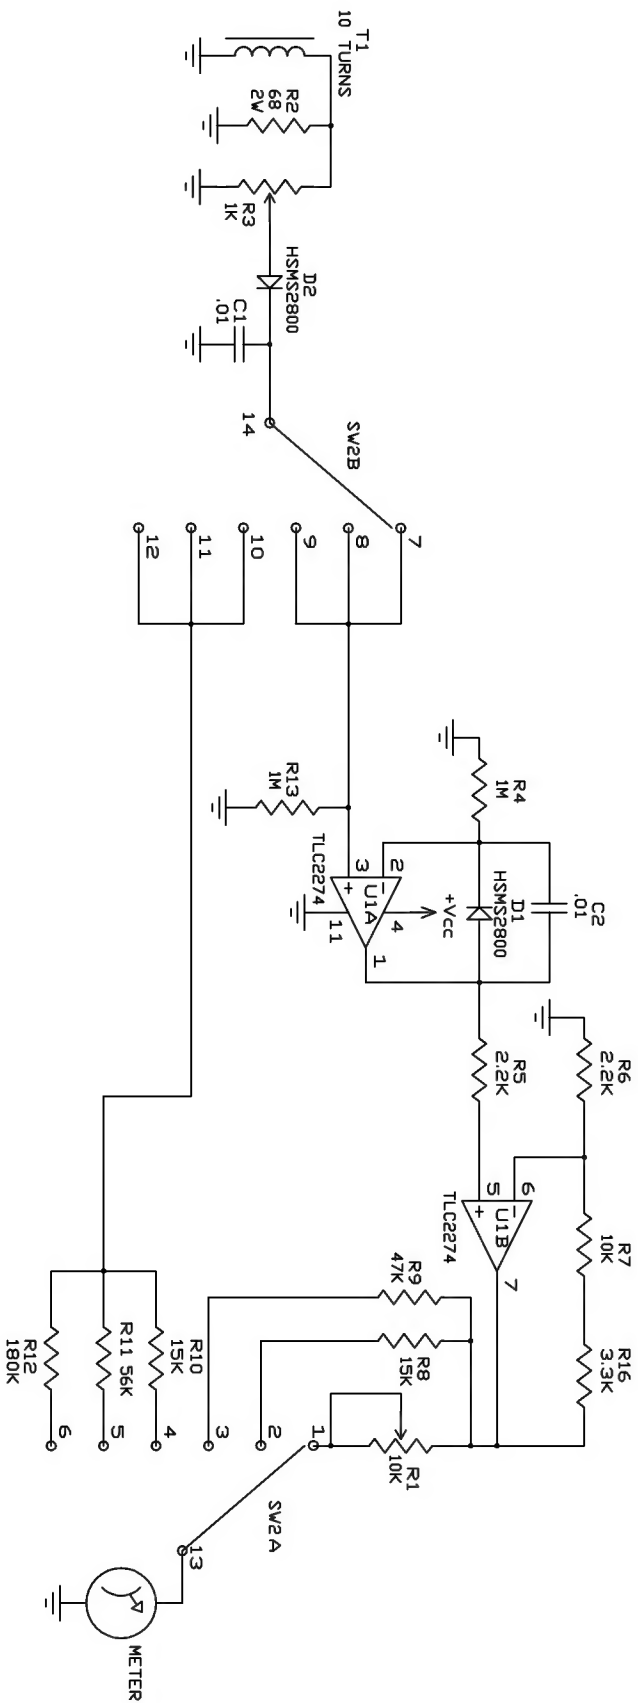 T1
10 TURNS
R2
68
2W
R3
1K
D2
HSMS2800
C1
.01
14
SW2B
7
8
9
10
11
12
R13
1M
R4
1M
C2
.01
D1
HSMS2800
+Vcc
2
3
4
11
1
−
+
U1A
TLC2274
R5
2.2K
R6
2.2K
6
5
7
−
+
U1B
TLC2274
R7
10K
R16
3.3K
R9
47K
R8
15K
R1
10K
R10
15K
R11 56K
R12
180K
1
2
3
4
5
6
SW2A
13
METER